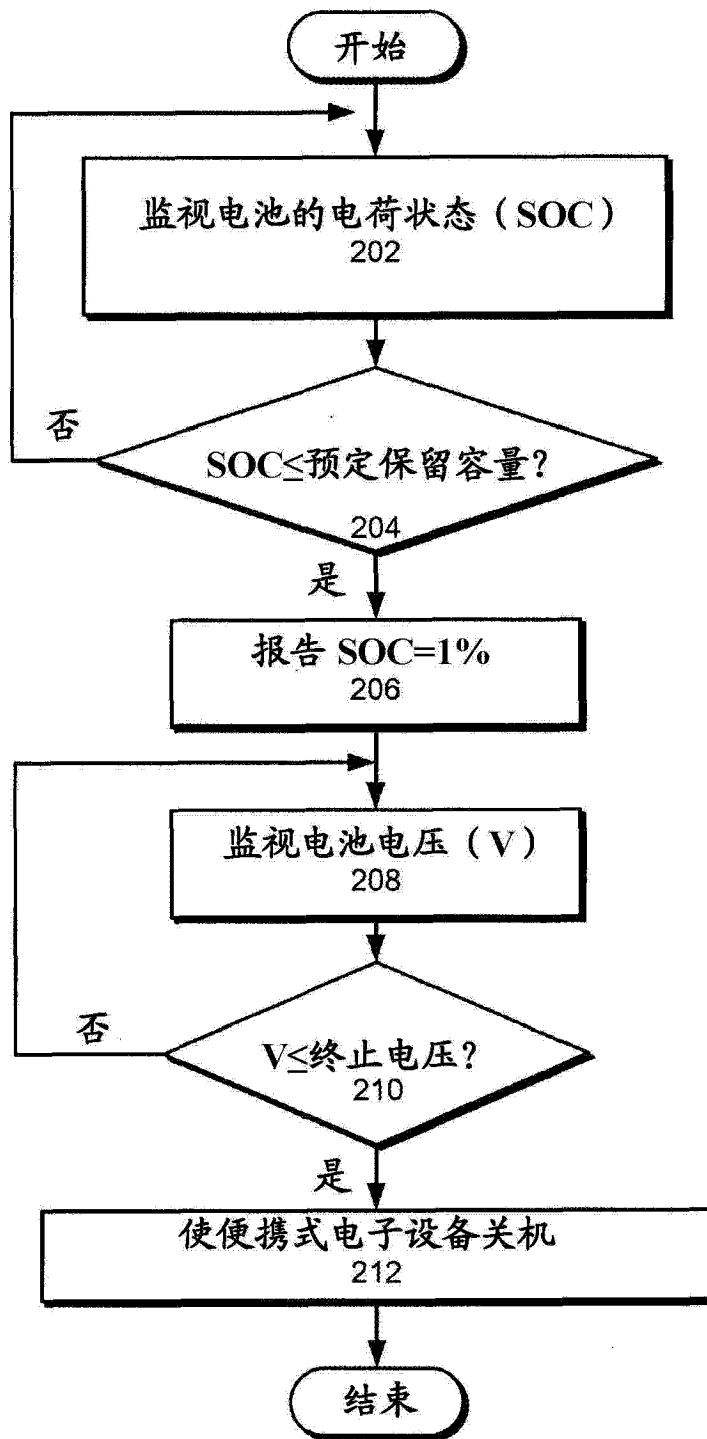 开始
监视电池的电荷状态（SOC）
202
否
SOC≤预定保留容量？
204
是
报告 SOC=1%
206
监视电池电压（V）
208
否
V≤终止电压？
210
是
使便携式电子设备关机
212
结束